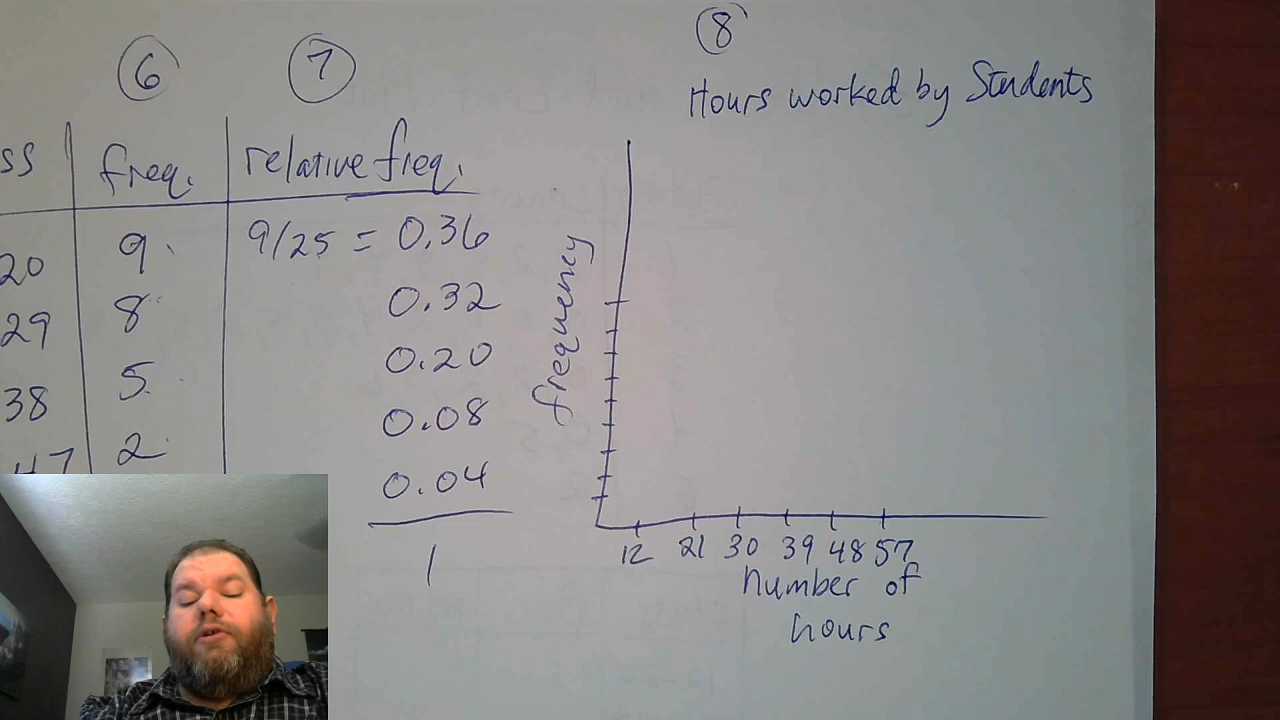 6 7 8
Hours worked by Students
ss freq. relative freq.
20 9 9/25 = 0.36
29 8 0.32
38 5 0.20
47 2 0.08
0.04
1
frequency
12 21 30 39 48 57
number of
hours